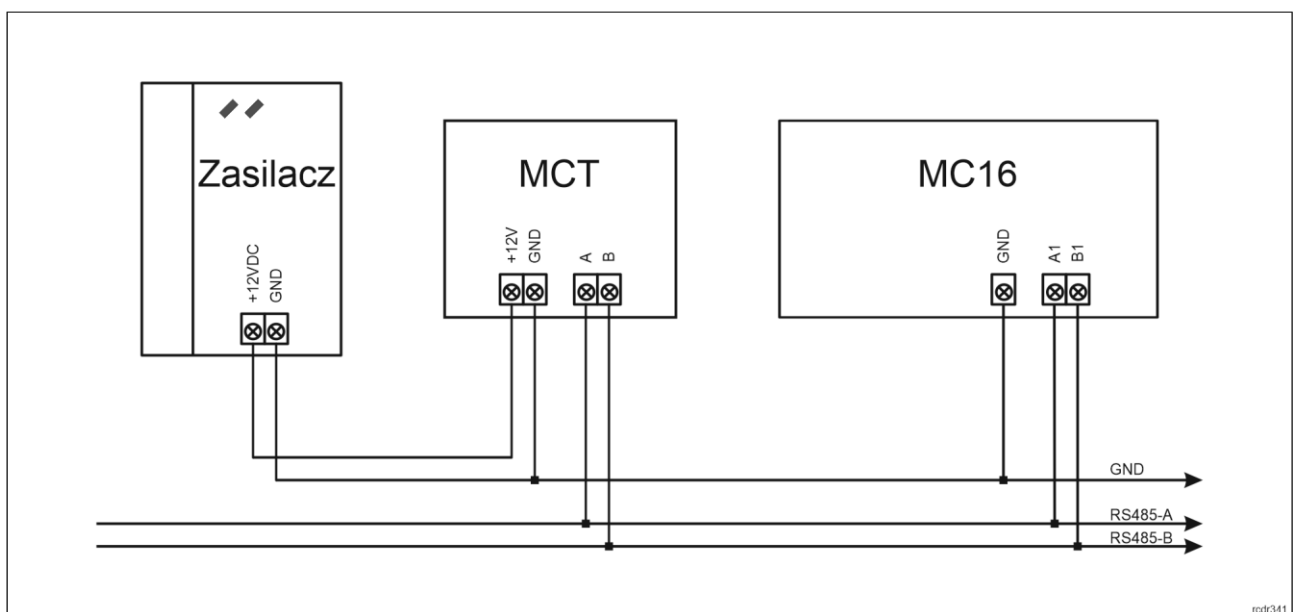 Zasilacz
+12VDC
GND
MCT
+12V
GND
A
B
MC16
GND
A1
B1
GND
RS485-A
RS485-B
rcdr341